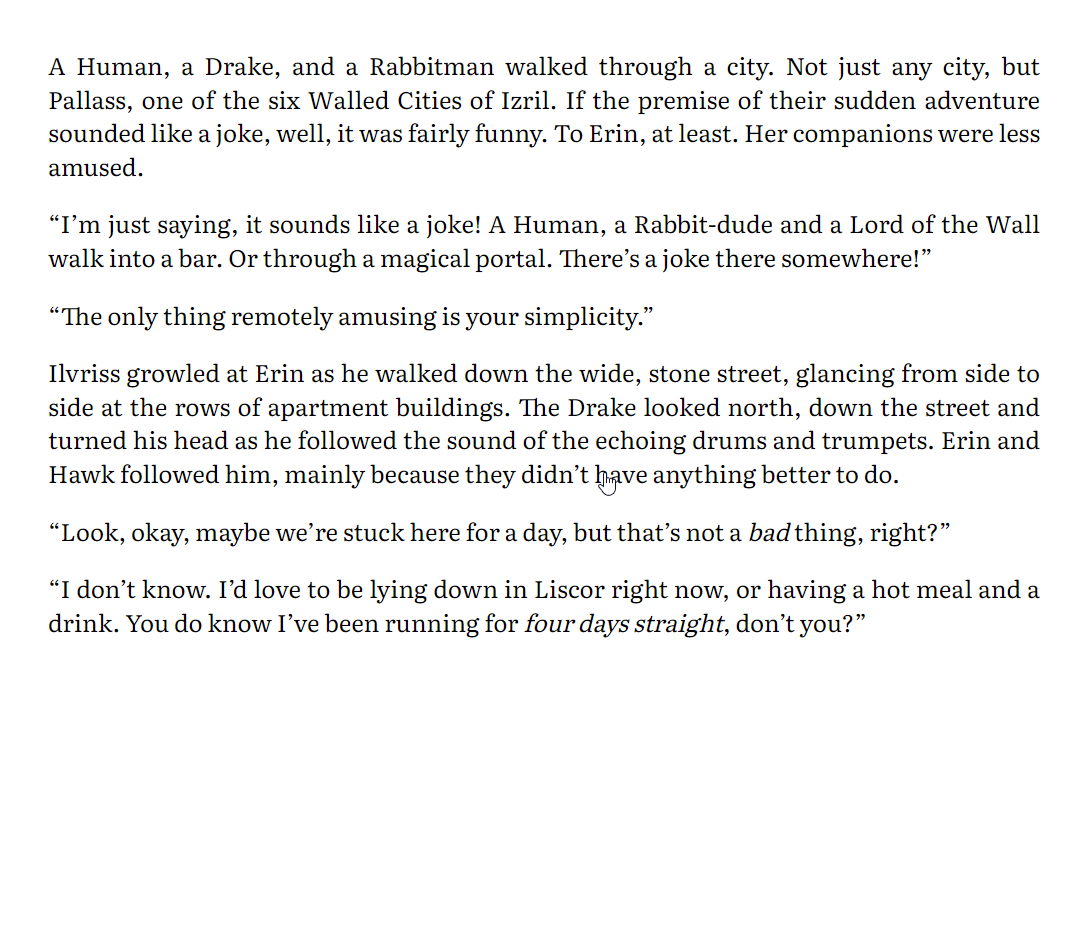 A Human, a Drake, and a Rabbitman walked through a city. Not just any city, but
Pallass, one of the six Walled Cities of Izril. If the premise of their sudden adventure
sounded like a joke, well, it was fairly funny. To Erin, at least. Her companions were less
amused.
“I’m just saying, it sounds like a joke! A Human, a Rabbit-dude and a Lord of the Wall
walk into a bar. Or through a magical portal. There’s a joke there somewhere!”
“The only thing remotely amusing is your simplicity.”
Ilvriss growled at Erin as he walked down the wide, stone street, glancing from side to
side at the rows of apartment buildings. The Drake looked north, down the street and
turned his head as he followed the sound of the echoing drums and trumpets. Erin and
Hawk followed him, mainly because they didn’t have anything better to do.
“Look, okay, maybe we’re stuck here for a day, but that’s not a bad thing, right?”
“I don’t know. I’d love to be lying down in Liscor right now, or having a hot meal and a
drink. You do know I’ve been running for four days straight, don’t you?”